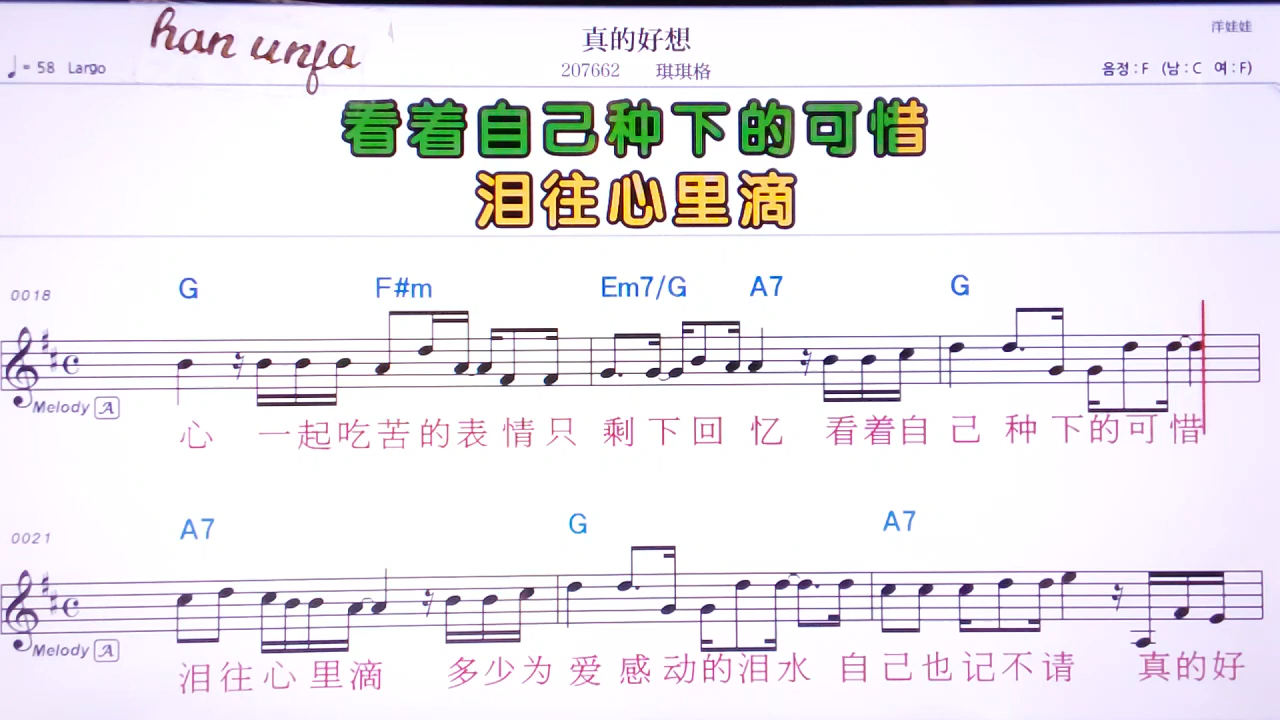 han unfa
真的好想
洋娃娃
♩= 58 Largo
207662 琪琪格
음정 : F (남 : C 여 : F)
看着自己种下的可惜
泪往心里滴
G F#m Em7/G A7 G
0018
Melody A
心 一起吃苦的表情只 剩下回忆 看着自己种下的可惜
A7 G A7
0021
Melody A
泪往心里滴 多少为爱感动的泪水 自己也记不请 真的好